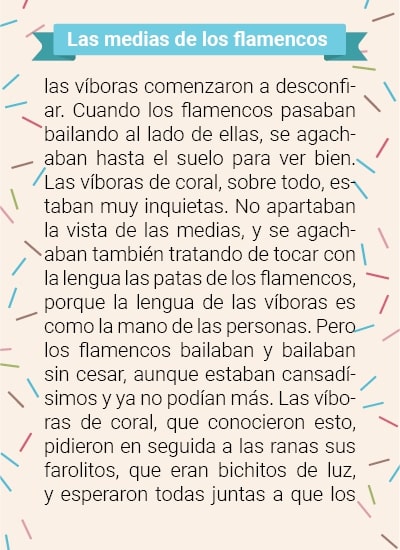 Las medias de los flamencos
las víboras comenzaron a desconfi-
ar. Cuando los flamencos pasaban
bailando al lado de ellas, se agach-
aban hasta el suelo para ver bien.
Las víboras de coral, sobre todo, es-
taban muy inquietas. No apartaban
la vista de las medias, y se agach-
aban también tratando de tocar con
la lengua las patas de los flamencos,
porque la lengua de las víboras es
como la mano de las personas. Pero
los flamencos bailaban y bailaban
sin cesar, aunque estaban cansadí-
simos y ya no podían más. Las víbo-
ras de coral, que conocieron esto,
pidieron en seguida a las ranas sus
farolitos, que eran bichitos de luz,
y esperaron todas juntas a que los